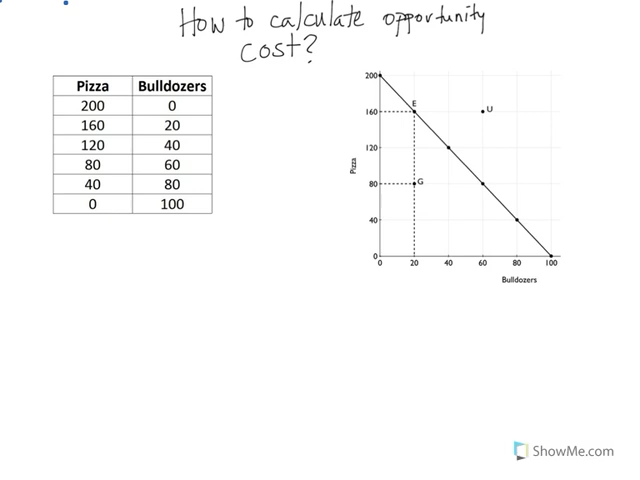 How to calculate opportunity
cost?
Pizza Bulldozers
200 0
160 20
120 40
80 60
40 80
0 100
200
160
120
80
40
0
Pizza
E
U
G
0 20 40 60 80 100
Bulldozers
ShowMe.com